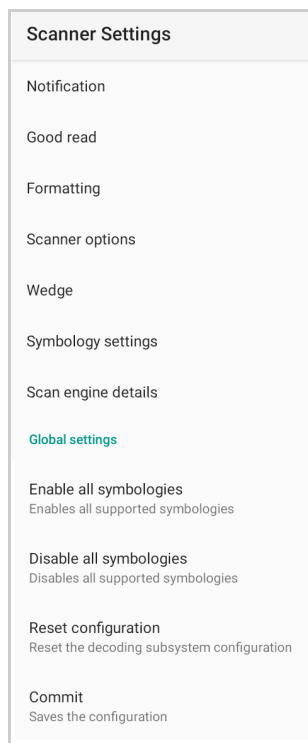 Scanner Settings
Notification
Good read
Formatting
Scanner options
Wedge
Symbology settings
Scan engine details
Global settings
Enable all symbologies
Enables all supported symbologies
Disable all symbologies
Disables all supported symbologies
Reset configuration
Reset the decoding subsystem configuration
Commit
Saves the configuration